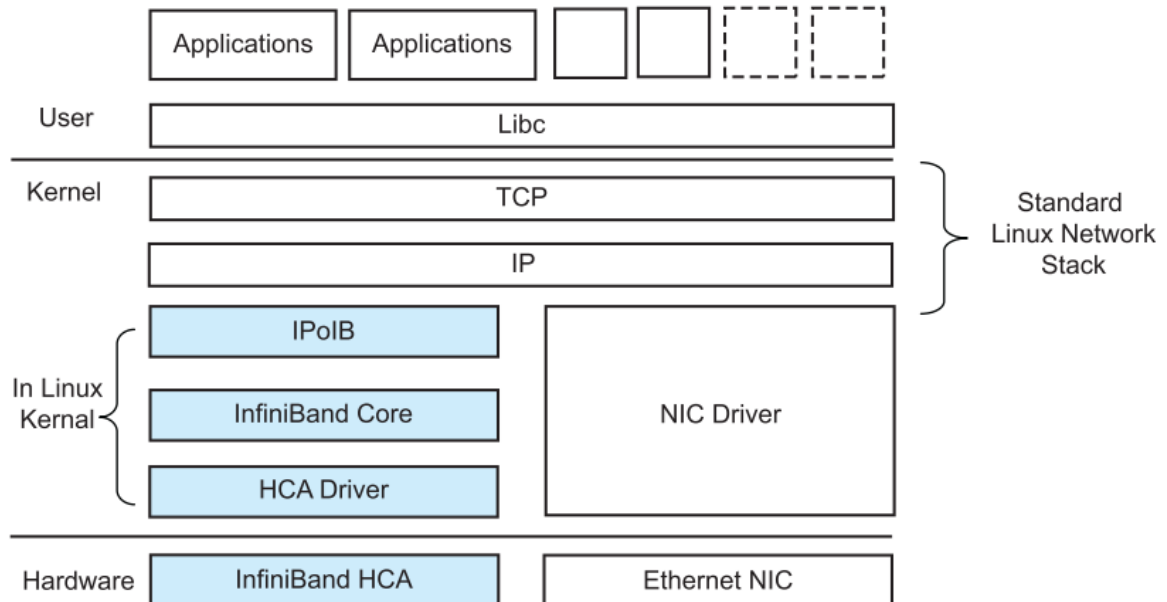 Applications
Applications
User
Libc
Kernel
TCP
Standard
Linux Network
Stack
IP
IPoIB
In Linux
Kernal
InfiniBand Core
NIC Driver
HCA Driver
Hardware
InfiniBand HCA
Ethernet NIC